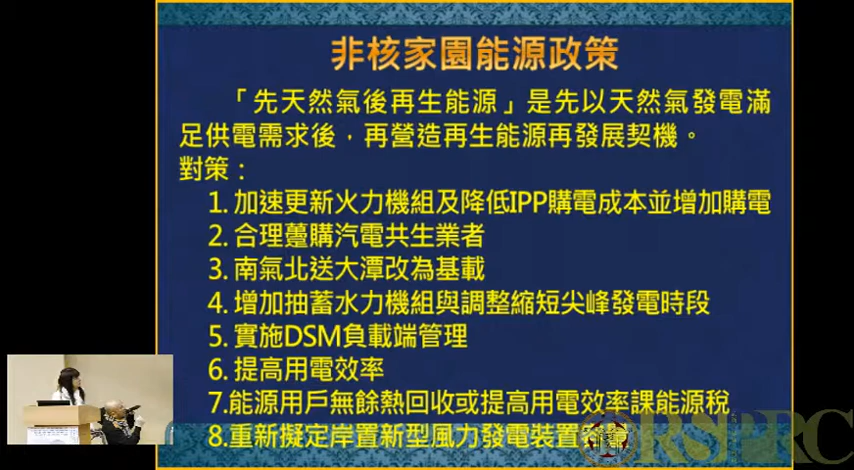 非核家園能源政策
「先天然氣後再生能源」是先以天然氣發電滿
足供電需求後，再營造再生能源再發展契機。
對策：
1. 加速更新火力機組及降低IPP購電成本並增加購電
2. 合理躉購汽電共生業者
3. 南氣北送大潭改為基載
4. 增加抽蓄水力機組與調整縮短尖峰發電時段
5. 實施DSM負載端管理
6. 提高用電效率
7.能源用戶無餘熱回收或提高用電效率課能源稅
8.重新擬定岸置新型風力發電裝置容量
RSPRC